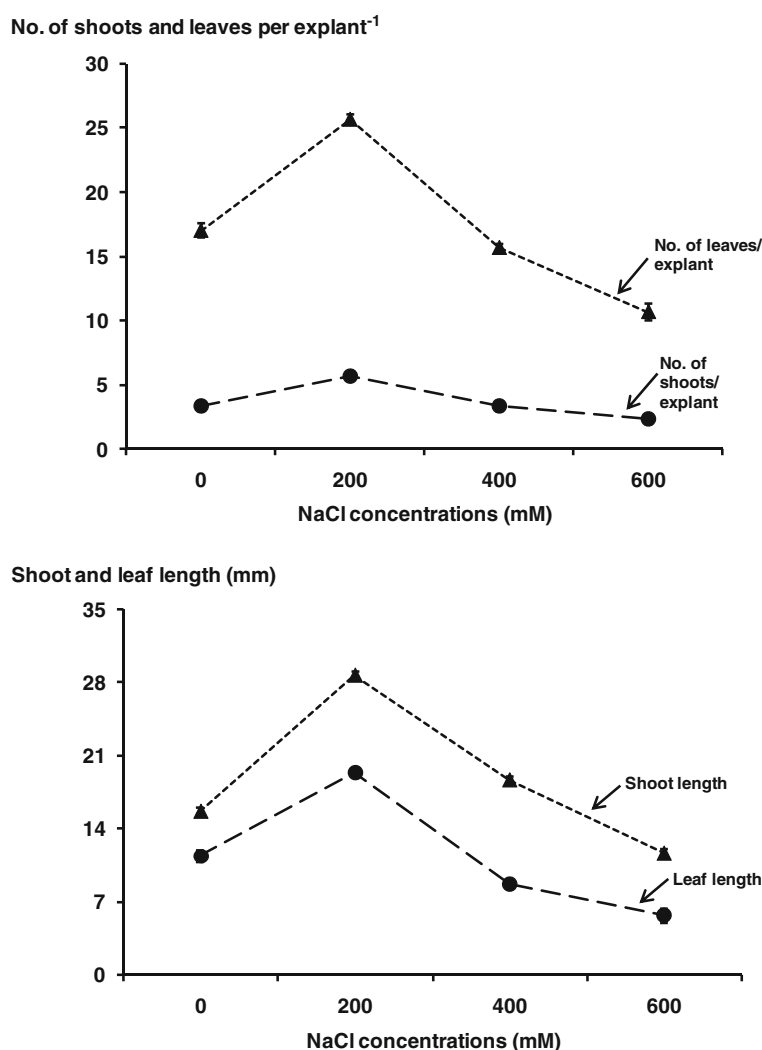 No. of shoots and leaves per explant-1
30
25
20
15
10
5
0
No. of leaves/
explant
No. of
shoots/
explant
0 200 400 600
NaCl concentrations (mM)
Shoot and leaf length (mm)
35
28
21
14
7
0
Shoot length
Leaf length
0 200 400 600
NaCl concentrations (mM)